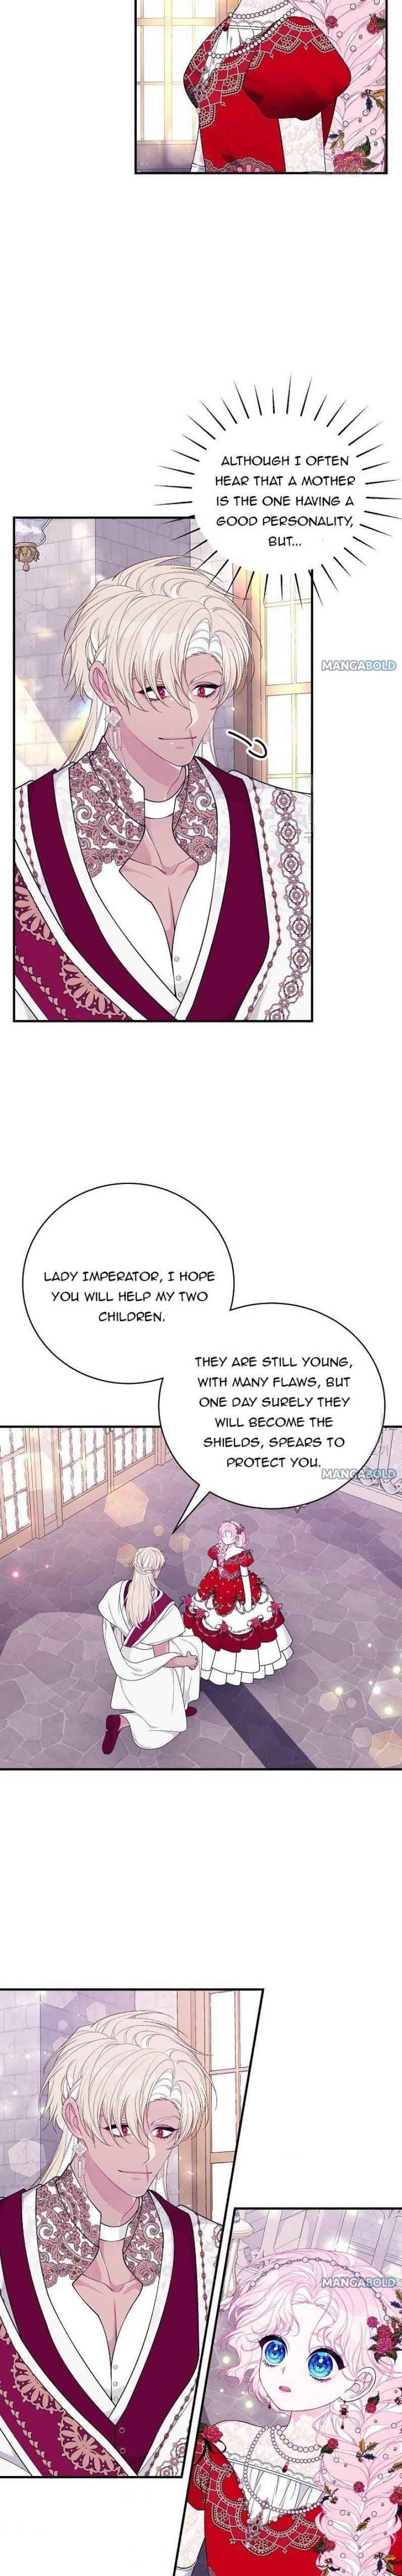 ALTHOUGH I OFTEN
HEAR THAT A MOTHER
IS THE ONE HAVING A
GOOD PERSONALITY,
BUT...
MANGABOLD
LADY IMPERATOR, I HOPE
YOU WILL HELP MY TWO
CHILDREN.
THEY ARE STILL YOUNG,
WITH MANY FLAWS, BUT
ONE DAY SURELY THEY
WILL BECOME THE
SHIELDS, SPEARS TO
PROTECT YOU.
MANGABOLD
MANGABOLD